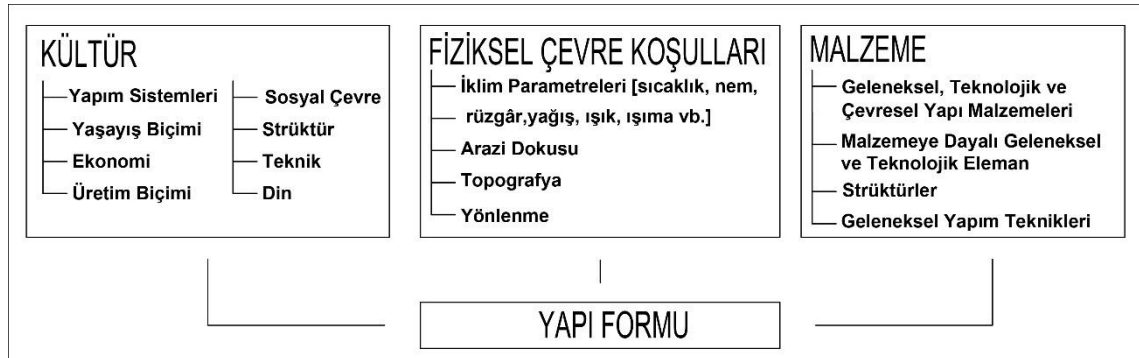 KÜLTÜR
Yapım Sistemleri
Yaşayış Biçimi
Ekonomi
Üretim Biçimi
Sosyal Çevre
Strüktür
Teknik
Din
FİZİKSEL ÇEVRE KOŞULLARI
İklim Parametreleri [sıcaklık, nem,
rüzgâr,yağış, ışık, ışıma vb.]
Arazi Dokusu
Topografya
Yönlenme
MALZEME
Geleneksel, Teknolojik ve
Çevresel Yapı Malzemeleri
Malzemeye Dayalı Geleneksel
ve Teknolojik Eleman
Strüktürler
Geleneksel Yapım Teknikleri
YAPI FORMU